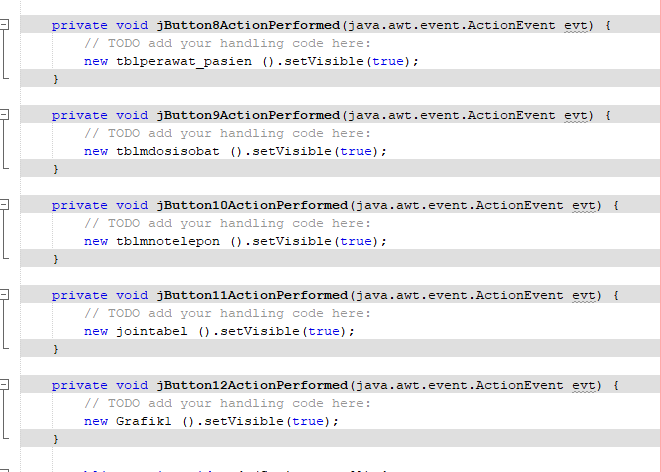 private void jButton8ActionPerformed(java.awt.event.ActionEvent evt) {
// TODO add your handling code here:
new tblperawat_pasien ().setVisible(true);
}
private void jButton9ActionPerformed(java.awt.event.ActionEvent evt) {
// TODO add your handling code here:
new tblmdosisobat ().setVisible(true);
}
private void jButton10ActionPerformed(java.awt.event.ActionEvent evt) {
// TODO add your handling code here:
new tblmnotelepon ().setVisible(true);
}
private void jButton11ActionPerformed(java.awt.event.ActionEvent evt) {
// TODO add your handling code here:
new jointabel ().setVisible(true);
}
private void jButton12ActionPerformed(java.awt.event.ActionEvent evt) {
// TODO add your handling code here:
new Grafik1 ().setVisible(true);
}